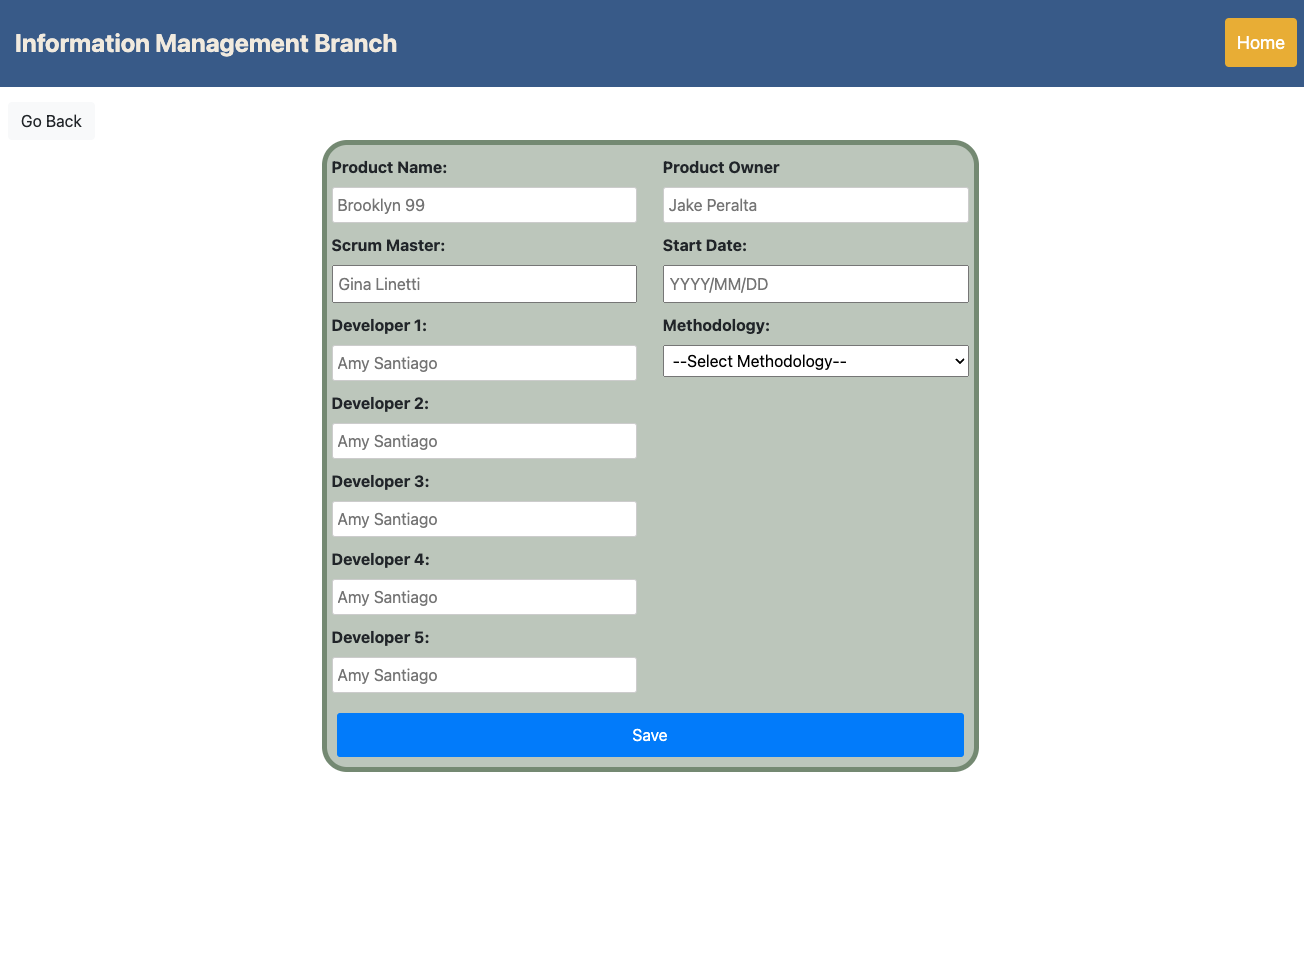 Information Management Branch
Home
Go Back
Product Name:
Product Owner
Brooklyn 99
Jake Peralta
Scrum Master:
Start Date:
Gina Linetti
YYYY/MM/DD
Developer 1:
Methodology:
Amy Santiago
--Select Methodology--
Developer 2:
Amy Santiago
Developer 3:
Amy Santiago
Developer 4:
Amy Santiago
Developer 5:
Amy Santiago
Save